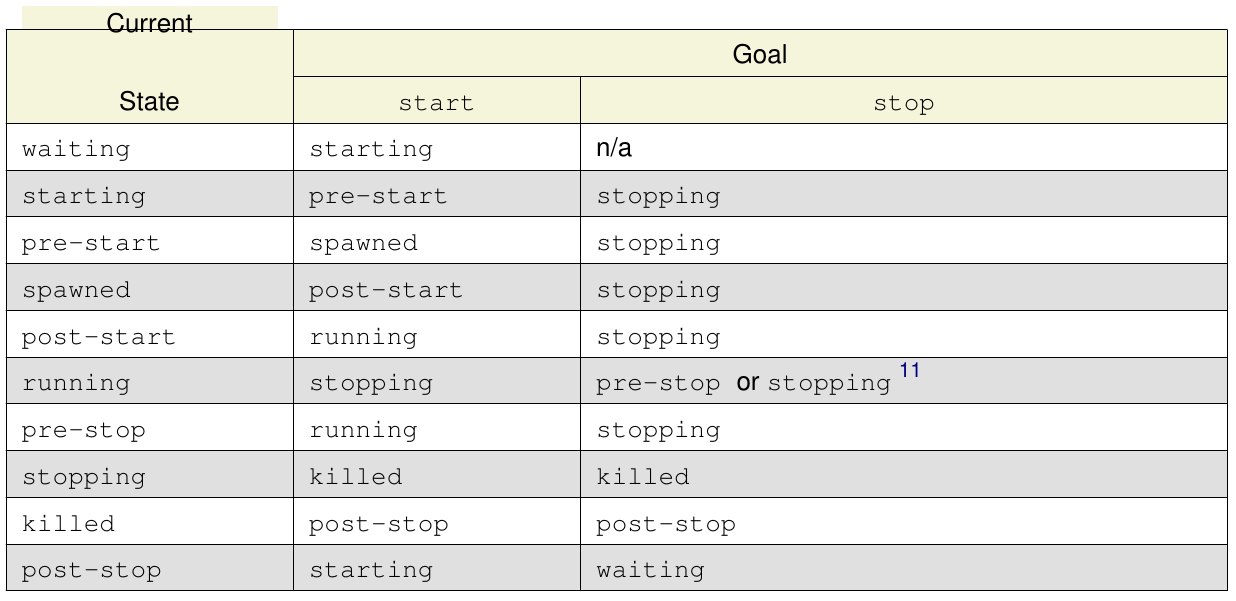 Current
Goal
State start stop
waiting starting n/a
starting pre-start stopping
pre-start spawned stopping
spawned post-start stopping
post-start running stopping
running stopping pre-stop or stopping 11
pre-stop running stopping
stopping killed killed
killed post-stop post-stop
post-stop starting waiting